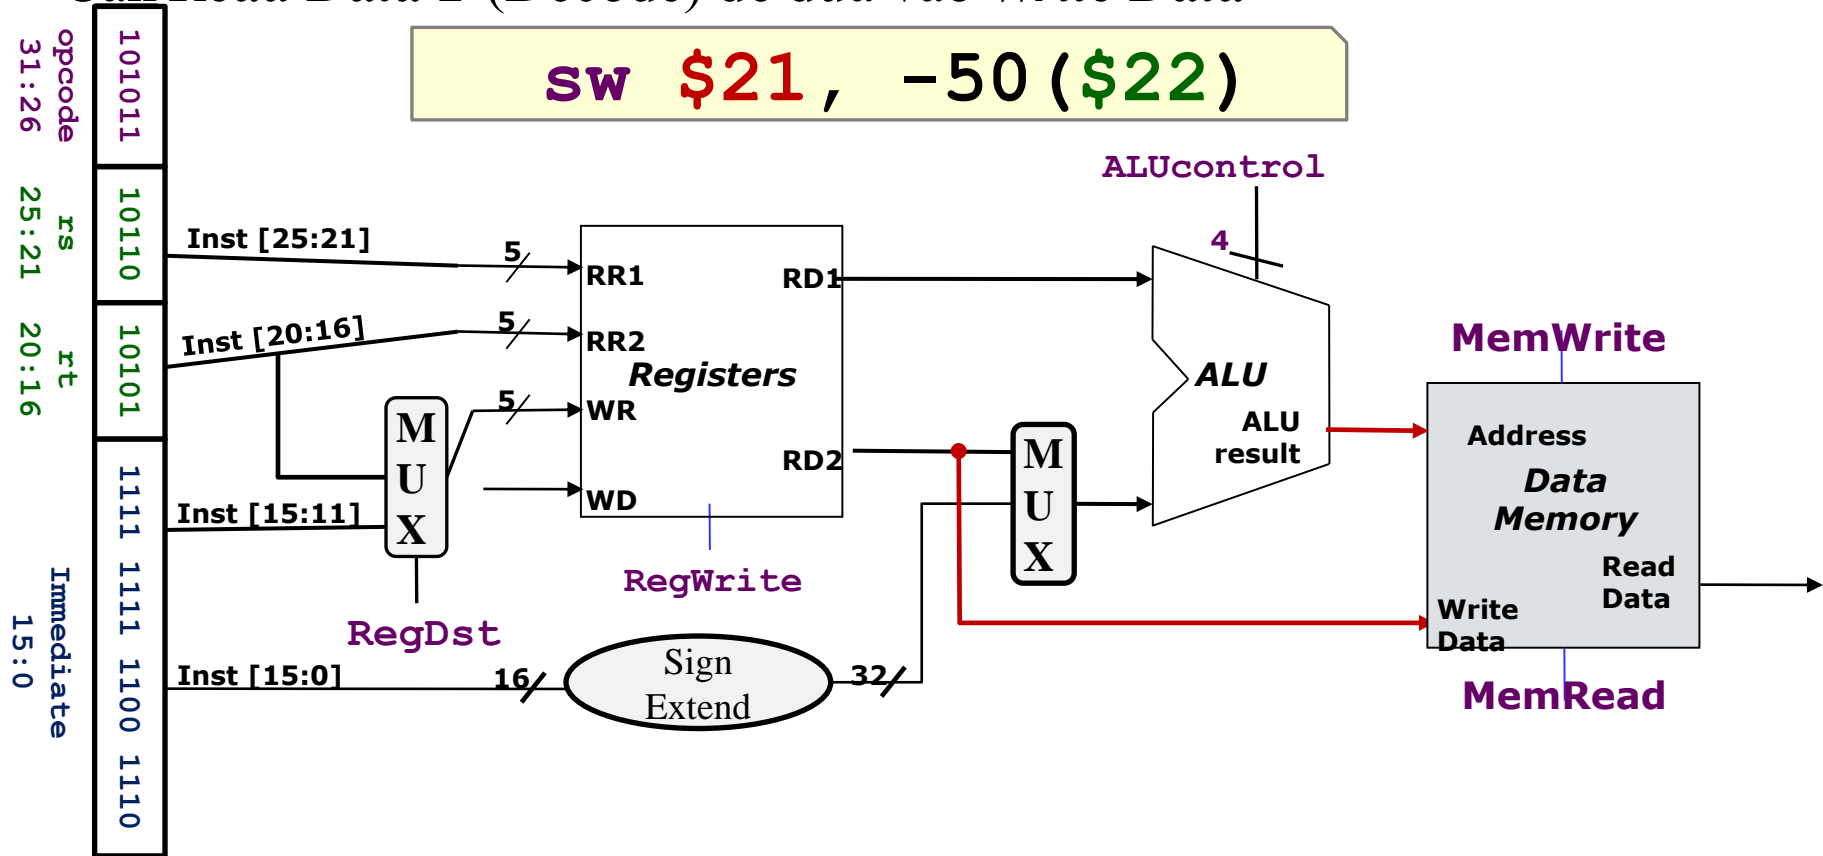 sw $21, -50($22)
opcode
31:26
101011
rs
25:21
10110
rt
20:16
10101
Immediate
15:0
1111 1111 1100 1110
Inst [25:21]
5
Inst [20:16]
5
5
Inst [15:11]
Inst [15:0]
16
32
M
U
X
RegDst
RR1
RR2
WR
WD
RD1
RD2
Registers
RegWrite
Sign
Extend
M
U
X
ALUcontrol
4
ALU
ALU
result
MemWrite
Address
Data
Memory
Read
Data
Write
Data
MemRead